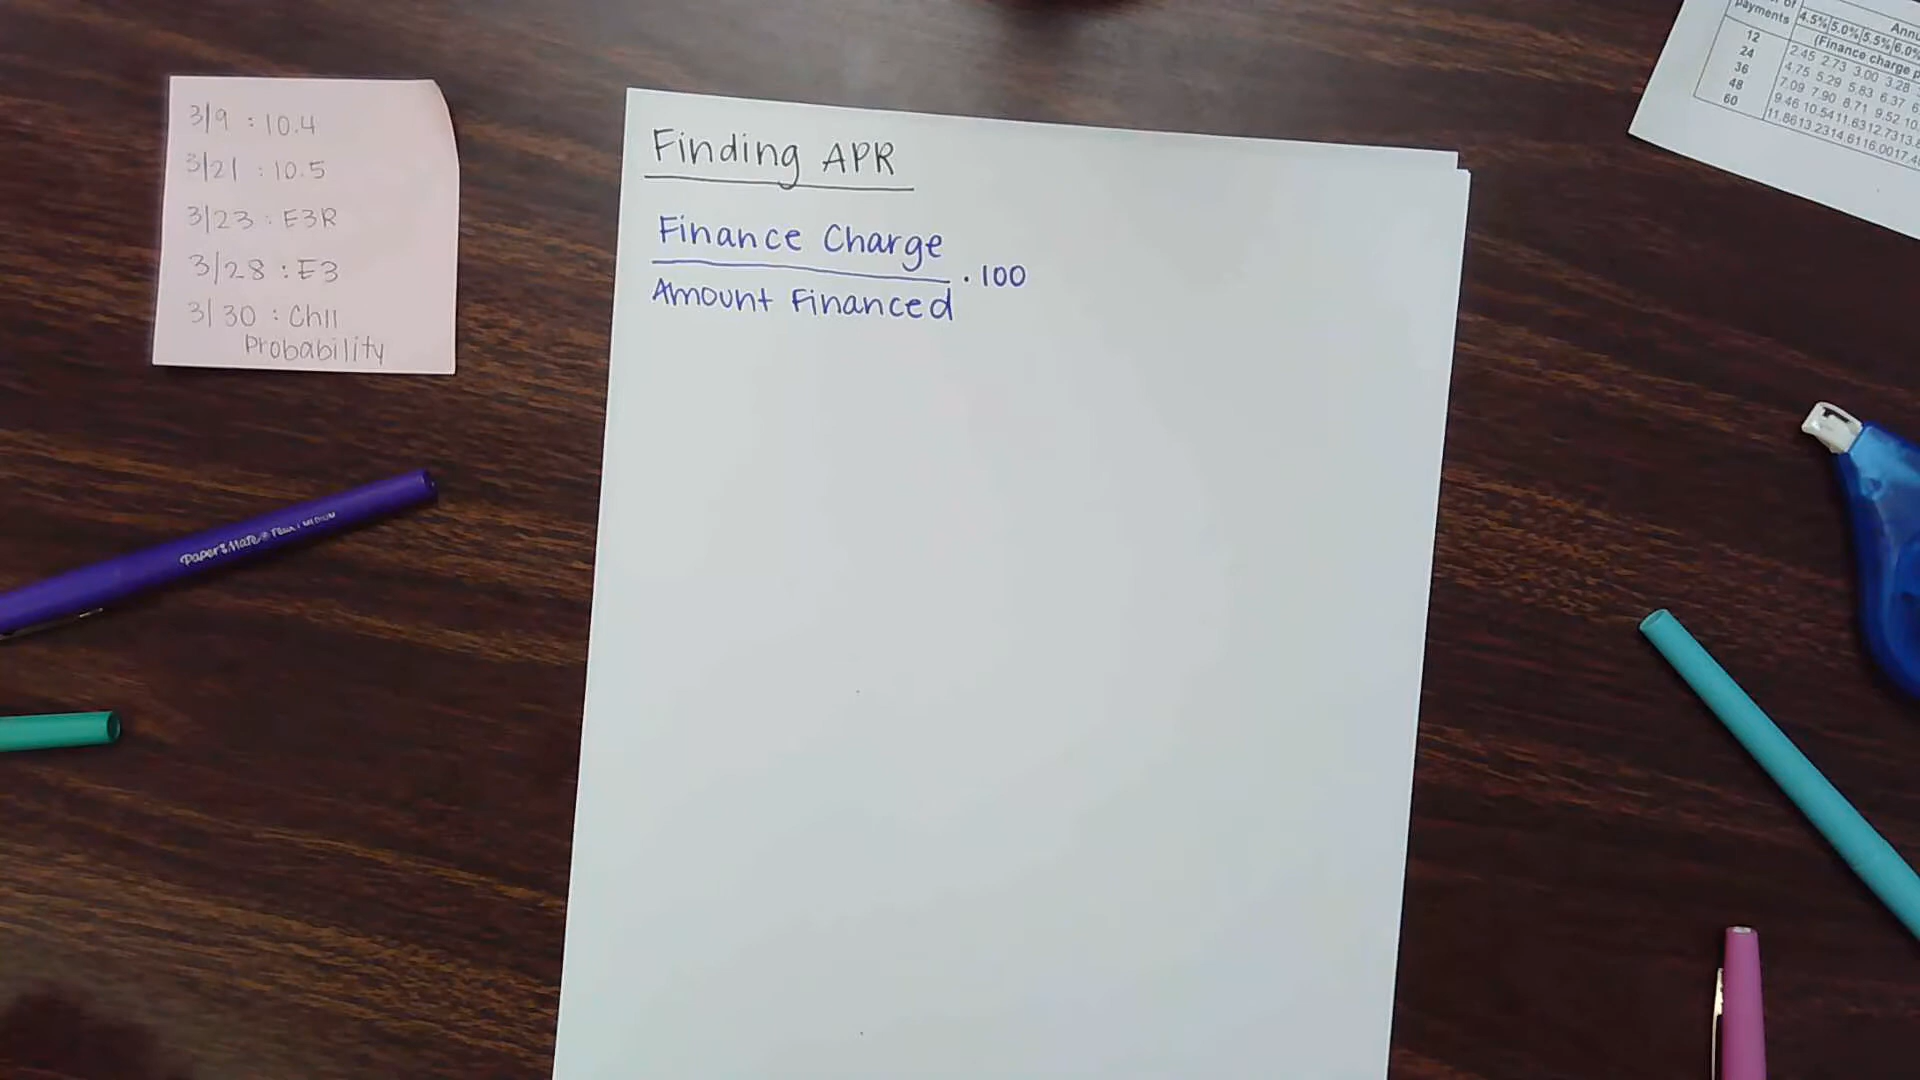 3/9 : 10.4
3/21 : 10.5
3/23 : E3R
3/28 : E3
3/30 : Ch11
Probability
Finding APR
Finance Charge
Amount Financed
· 100
Paper:Mate® Flair MEDIUM
of
payments
4.5% 5.0% 5.5% 6.0%
(Finance charge
12 2.45 2.73 3.00 3.28
24 4.75 5.29 5.83 6.37
36 7.09 7.90 8.71 9.52
48 9.46 10.54 11.63 12.73
60 11.86 13.23 14.61 16.00